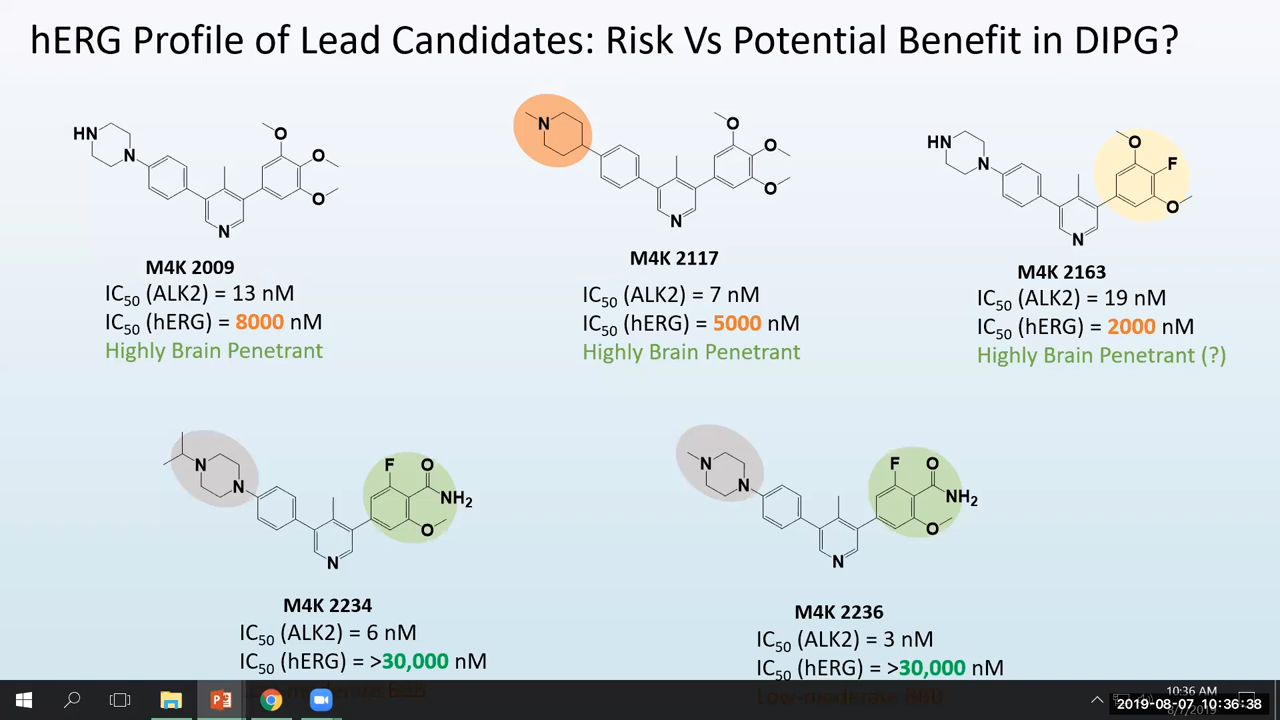 hERG Profile of Lead Candidates: Risk Vs Potential Benefit in DIPG?
HN
N
O
O
O
N
M4K 2009
IC50 (ALK2) = 13 nM
IC50 (hERG) = 8000 nM
Highly Brain Penetrant
N
O
O
O
N
M4K 2117
IC50 (ALK2) = 7 nM
IC50 (hERG) = 5000 nM
Highly Brain Penetrant
HN
N
O
F
O
N
M4K 2163
IC50 (ALK2) = 19 nM
IC50 (hERG) = 2000 nM
Highly Brain Penetrant (?)
N
N
F
O
NH2
O
N
M4K 2234
IC50 (ALK2) = 6 nM
IC50 (hERG) = >30,000 nM
N
N
F
O
NH2
O
N
M4K 2236
IC50 (ALK2) = 3 nM
IC50 (hERG) = >30,000 nM
Low-moderate BBB
10:36 AM
2019-08-07 10:36:38